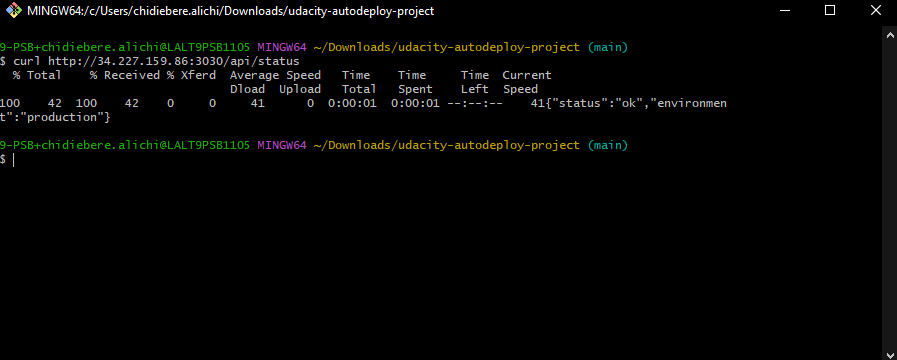 MINGW64:/c/Users/chidiebere.alichi/Downloads/udacity-autodeploy-project
9-PSB+chidiebere.alichi@LALT9PSB1105 MINGW64 ~/Downloads/udacity-autodeploy-project (main)
$ curl http://34.227.159.86:3030/api/status
  % Total    % Received % Xferd  Average Speed   Time    Time     Time  Current
                                 Dload  Upload   Total   Spent    Left  Speed
100    42  100    42    0     0     41      0  0:00:01  0:00:01 --:--:--    41{"status":"ok","environmen
t":"production"}
9-PSB+chidiebere.alichi@LALT9PSB1105 MINGW64 ~/Downloads/udacity-autodeploy-project (main)
$